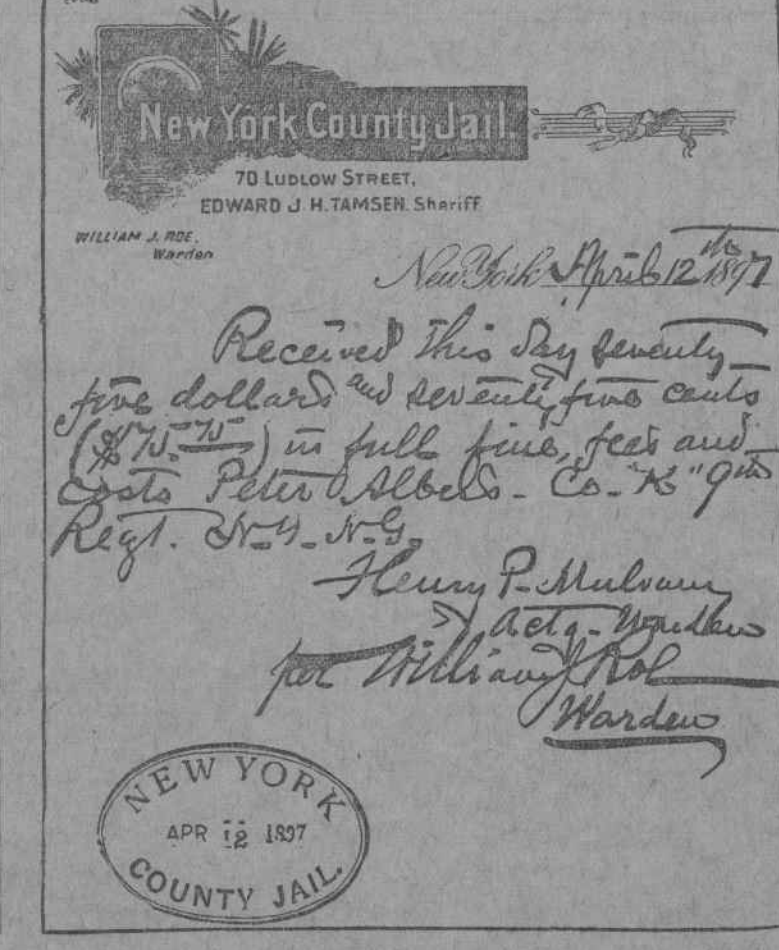 New York County Jail.
70 LUDLOW STREET,
EDWARD J. H. TAMSEN. Sheriff
WILLIAM J. ROE,
Warden
New York April 12th 1897
Received this day seventy
five dollars and seventy five cents
($75.75) in full fine, fees and
costs Peter Albers - Co. "K" 9th
Regt. N.Y. N.G.
Henry P. Mulvany
Actg. Warden
per William J Roe
Warden
NEW YORK
APR 12 1897
COUNTY JAIL.